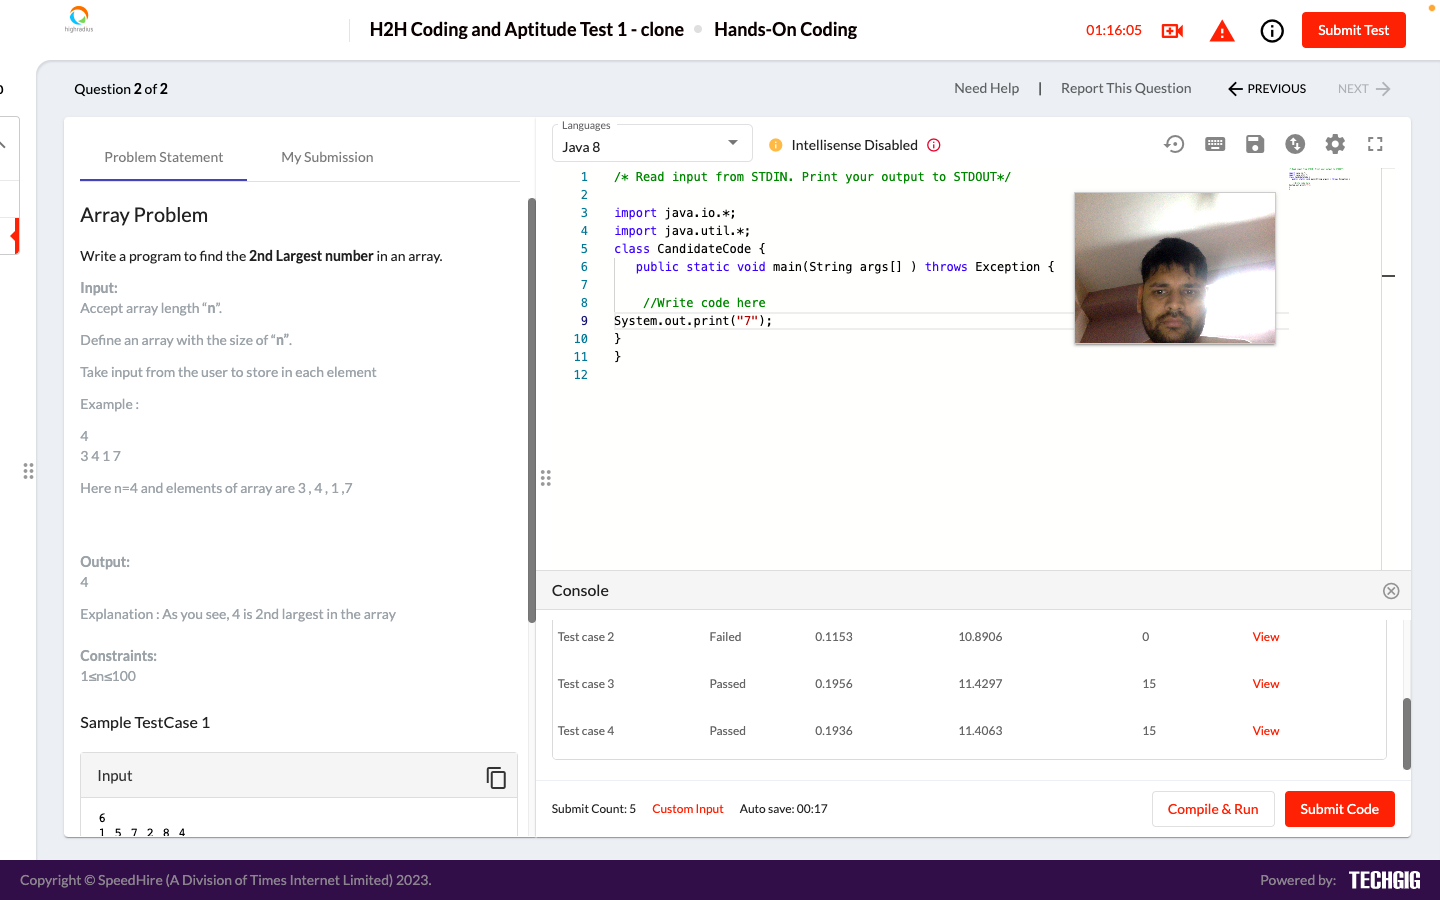 highradius
H2H Coding and Aptitude Test 1 - clone Hands-On Coding
01:16:05
Submit Test
Question 2 of 2
Need Help | Report This Question
PREVIOUS
NEXT
Problem Statement
My Submission
Array Problem
Write a program to find the 2nd Largest number in an array.
Input:
Accept array length “n”.
Define an array with the size of “n”.
Take input from the user to store in each element
Example :
4
3 4 1 7
Here n=4 and elements of array are 3 , 4 , 1 ,7
Output:
4
Explanation : As you see, 4 is 2nd largest in the array
Constraints:
1≤n≤100
Sample TestCase 1
Input
6
1 5 7 2 8 4
Languages
Java 8
Intellisense Disabled
1 /* Read input from STDIN. Print your output to STDOUT*/
2
3 import java.io.*;
4 import java.util.*;
5 class CandidateCode {
6 public static void main(String args[] ) throws Exception {
7
8 //Write code here
9 System.out.print("7");
10 }
11 }
12
Console
Test case 2 Failed 0.1153 10.8906 0 View
Test case 3 Passed 0.1956 11.4297 15 View
Test case 4 Passed 0.1936 11.4063 15 View
Submit Count: 5 Custom Input Auto save: 00:17
Compile & Run
Submit Code
Copyright © SpeedHire (A Division of Times Internet Limited) 2023.
Powered by: TECHGIG